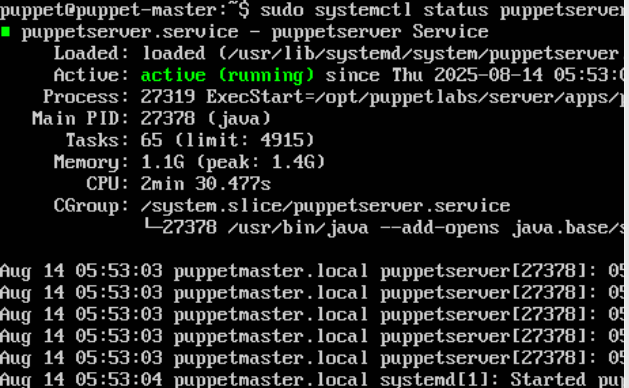 puppet@puppet-master:~$ sudo systemctl status puppetserver
puppetserver.service - puppetserver Service
Loaded: loaded (/usr/lib/systemd/system/puppetserver.
Active: active (running) since Thu 2025-08-14 05:53:0
Process: 27319 ExecStart=/opt/puppetlabs/server/apps/p
Main PID: 27378 (java)
Tasks: 65 (limit: 4915)
Memory: 1.1G (peak: 1.4G)
CPU: 2min 30.477s
CGroup: /system.slice/puppetserver.service
└─27378 /usr/bin/java --add-opens java.base/s
Aug 14 05:53:03 puppetmaster.local puppetserver[27378]: 05
Aug 14 05:53:03 puppetmaster.local puppetserver[27378]: 05
Aug 14 05:53:03 puppetmaster.local puppetserver[27378]: 05
Aug 14 05:53:03 puppetmaster.local puppetserver[27378]: 05
Aug 14 05:53:03 puppetmaster.local puppetserver[27378]: 05
Aug 14 05:53:04 puppetmaster.local systemd[1]: Started pup